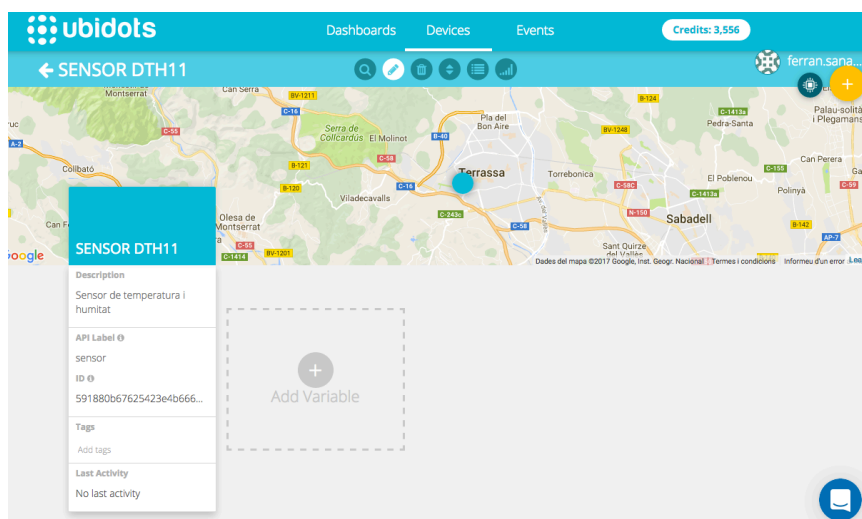 ubidots
Dashboards
Devices
Events
Credits: 3,556
SENSOR DTH11
ferran.sana...
Montserrat
Can Serra
BV-1211
C-16
Serra de
Collcardús
El Molinot
C-55
A-2
Collbató
B-121
C-58
B-120
C-16
Viladecavalls
B-40
Pla del
Bon Aire
Terrassa
BV-1248
B-124
C-1413a
Pedra-Santa
Palau-solità
i Plegamans
Torrebonica
C-58C
El Poblenou
C-1413a
C-155
Can Perera
C-59
Polinyà
Olesa de
Montserrat
C-55
C-1414
BV-1201
C-243c
C-58
N-150
Sabadell
B-142
AP-7
Sant Quirze
del Vallès
Google
Dades del mapa ©2017 Google, Inst. Geogr. Nacional
Termes i condicions
Informeu d'un error
SENSOR DTH11
Description
Sensor de temperatura i
humitat
API Label
sensor
ID
591880b67625423e4b666...
Tags
Add tags
Last Activity
No last activity
Add Variable